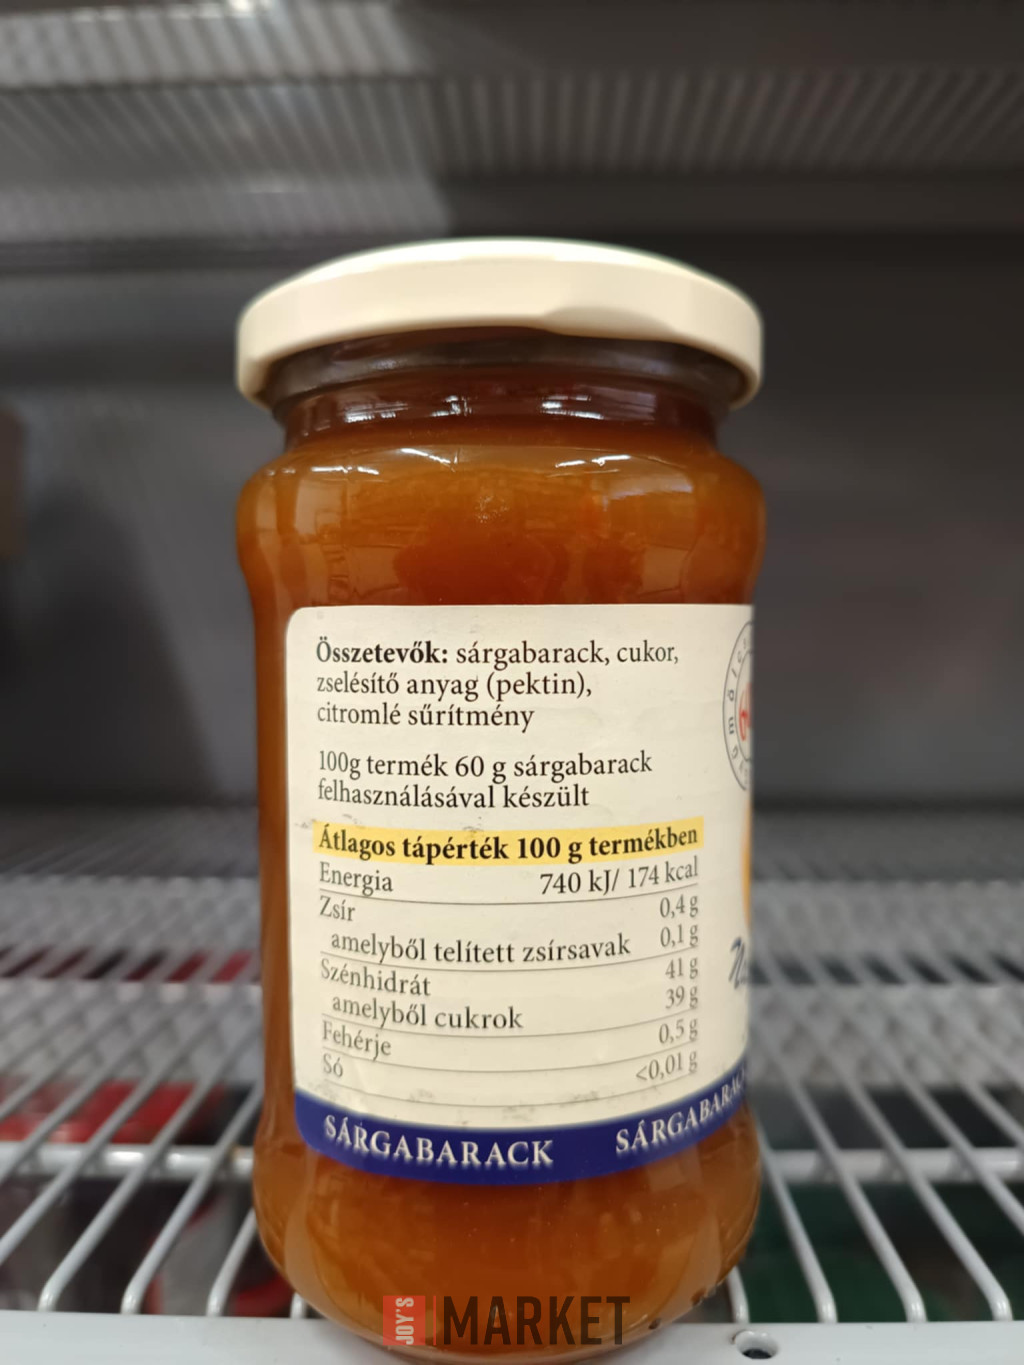 Összetevők: sárgabarack, cukor,
zselésítő anyag (pektin),
citromlé sűrítmény
100g termék 60 g sárgabarack
felhasználásával készült
Átlagos tápérték 100 g termékben
Energia 740 kJ/ 174 kcal
Zsír 0,4 g
amelyből telített zsírsavak 0,1 g
Szénhidrát 41 g
amelyből cukrok 39 g
Fehérje 0,5 g
Só <0,01 g
SÁRGABARACK SÁRGABARAC
JOY'S MARKET